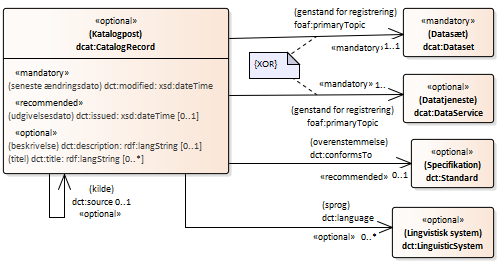 «optional»
(Katalogpost)
dcat:CatalogRecord
«mandatory»
(seneste ændringsdato) dct:modified: xsd:dateTime
«recommended»
(udgivelsesdato) dct:issued: xsd:dateTime [0..1]
«optional»
(beskrivelse) dct:description: rdf:langString [0..1]
(titel) dct:title: rdf:langString [0..*]
(genstand for registrering)
foaf:primaryTopic
«mandatory» 1..1
«mandatory»
(Datasæt)
dcat:Dataset
{XOR}
«mandatory» 1..
(genstand for registrering)
foaf:primaryTopic
«optional»
(Datatjeneste)
dcat:DataService
(overenstemmelse)
dct:conformsTo
«recommended» 0..1
«optional»
(Specifikation)
dct:Standard
(kilde)
dct:source 0..1
«optional»
(sprog)
dct:language
«optional» 0..*
«optional»
(Lingvistisk system)
dct:LinguisticSystem